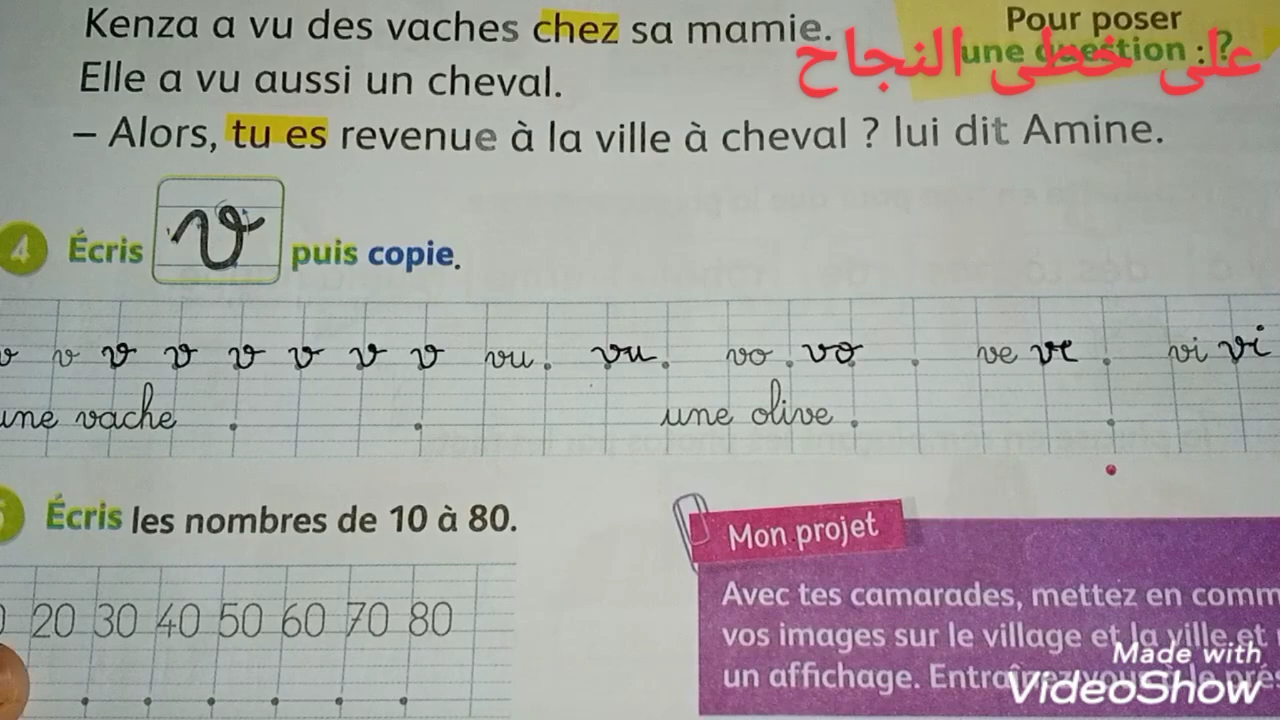 Kenza a vu des vaches chez sa mamie.
Elle a vu aussi un cheval.
– Alors, tu es revenue à la ville à cheval ? lui dit Amine.
Pour poser
une question : ?
على خطى النجاح
4 Écris v puis copie.
v v v v v v v v vu. vu. vo . vo . ve ve . vi vi
une vache . . une olive . .
Écris les nombres de 10 à 80.
20 30 40 50 60 70 80
Mon projet
Avec tes camarades, mettez en comm
vos images sur le village et la ville et
un affichage.
Made with
VideoShow